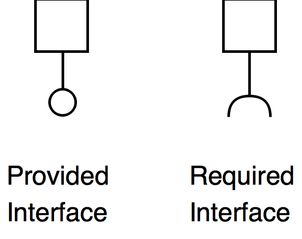 Provided
Interface
Required
Interface